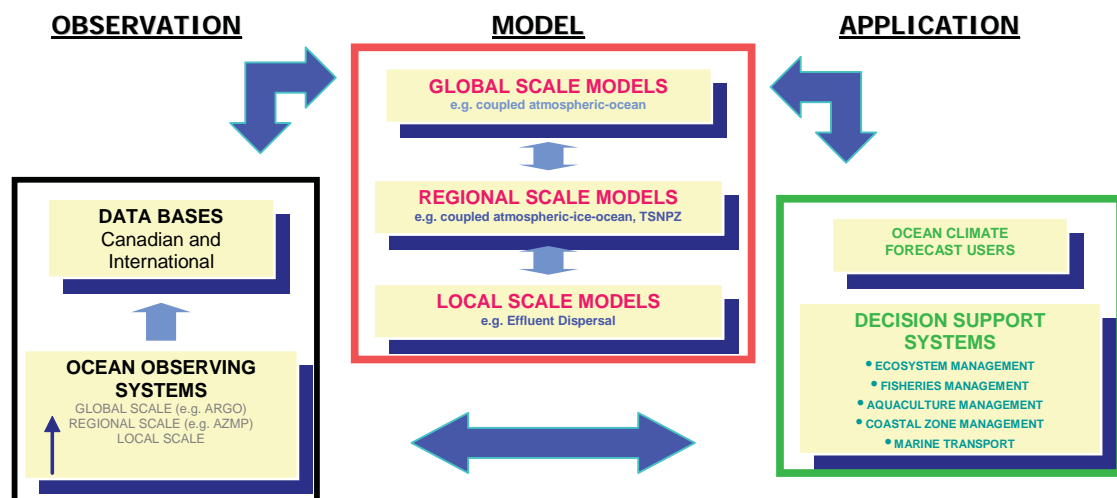 OBSERVATION
MODEL
APPLICATION
GLOBAL SCALE MODELS
e.g. coupled atmospheric-ocean
REGIONAL SCALE MODELS
e.g. coupled atmospheric-ice-ocean, TSNPZ
LOCAL SCALE MODELS
e.g. Effluent Dispersal
DATA BASES
Canadian and
International
OCEAN OBSERVING
SYSTEMS
GLOBAL SCALE (e.g. ARGO)
REGIONAL SCALE (e.g. AZMP)
LOCAL SCALE
OCEAN CLIMATE
FORECAST USERS
DECISION SUPPORT
SYSTEMS
• ECOSYSTEM MANAGEMENT
• FISHERIES MANAGEMENT
• AQUACULTURE MANAGEMENT
• COASTAL ZONE MANAGEMENT
• MARINE TRANSPORT